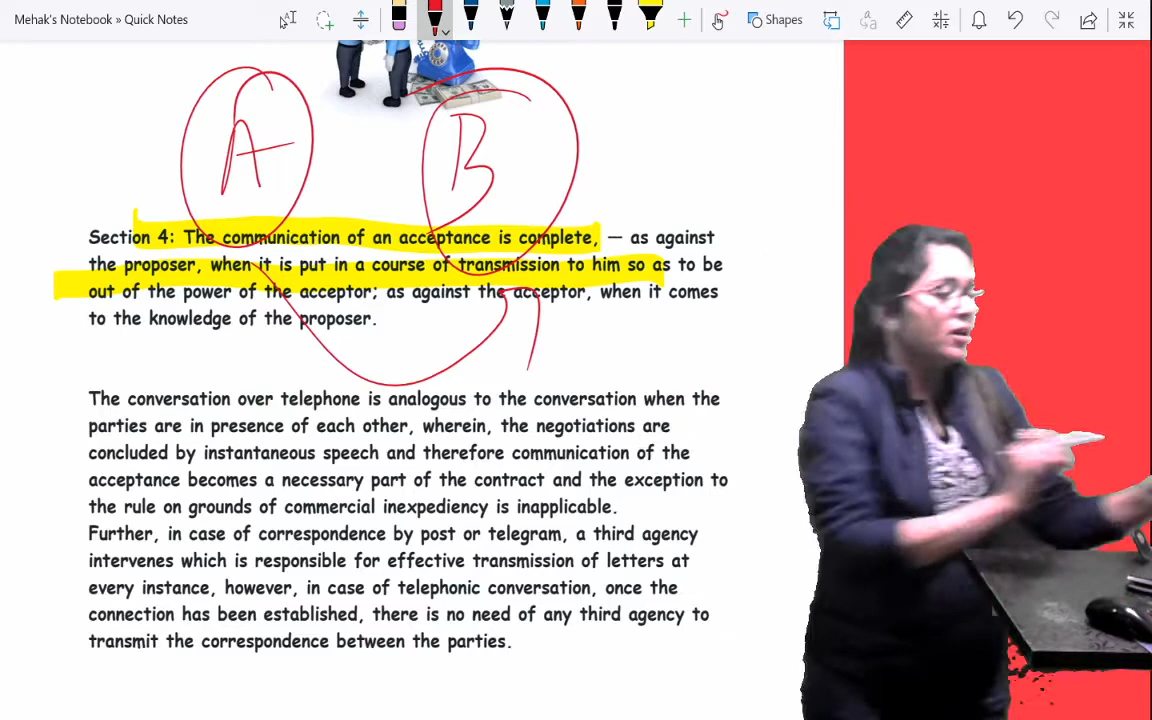 Mehak's Notebook » Quick Notes
Shapes
A
B
Section 4: The communication of an acceptance is complete, — as against
the proposer, when it is put in a course of transmission to him so as to be
out of the power of the acceptor; as against the acceptor, when it comes
to the knowledge of the proposer.
The conversation over telephone is analogous to the conversation when the
parties are in presence of each other, wherein, the negotiations are
concluded by instantaneous speech and therefore communication of the
acceptance becomes a necessary part of the contract and the exception to
the rule on grounds of commercial inexpediency is inapplicable.
Further, in case of correspondence by post or telegram, a third agency
intervenes which is responsible for effective transmission of letters at
every instance, however, in case of telephonic conversation, once the
connection has been established, there is no need of any third agency to
transmit the correspondence between the parties.